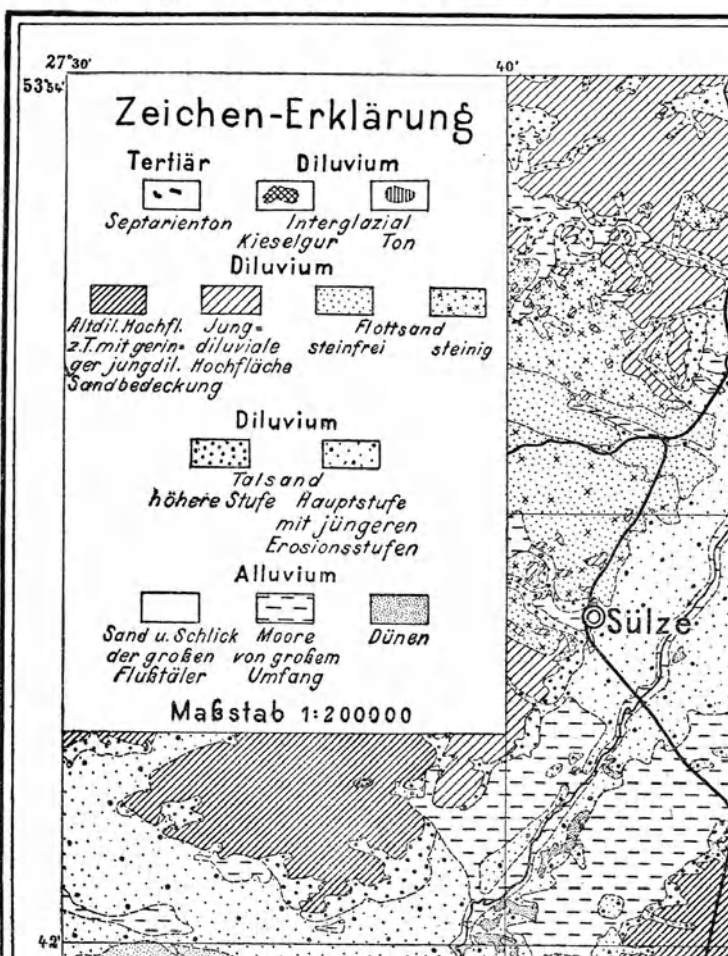 27°30' 40'
53°54'
Zeichen-Erklärung
Tertiär Diluvium
Septarienton Interglazial
Kieselgur Ton
Diluvium
Altdil. Hochfl. Jung= Flottsand
z.T. mit gerin= diluviale steinfrei steinig
ger jungdil. Hochfläche
Sandbedeckung
Diluvium
Talsand
höhere Stufe Hauptstufe
mit jüngeren
Erosionsstufen
Alluvium
Sand u. Schlick Moore Dünen
der großen von großem
Flußtäler Umfang
Maßstab 1:200000
Sülze
42'